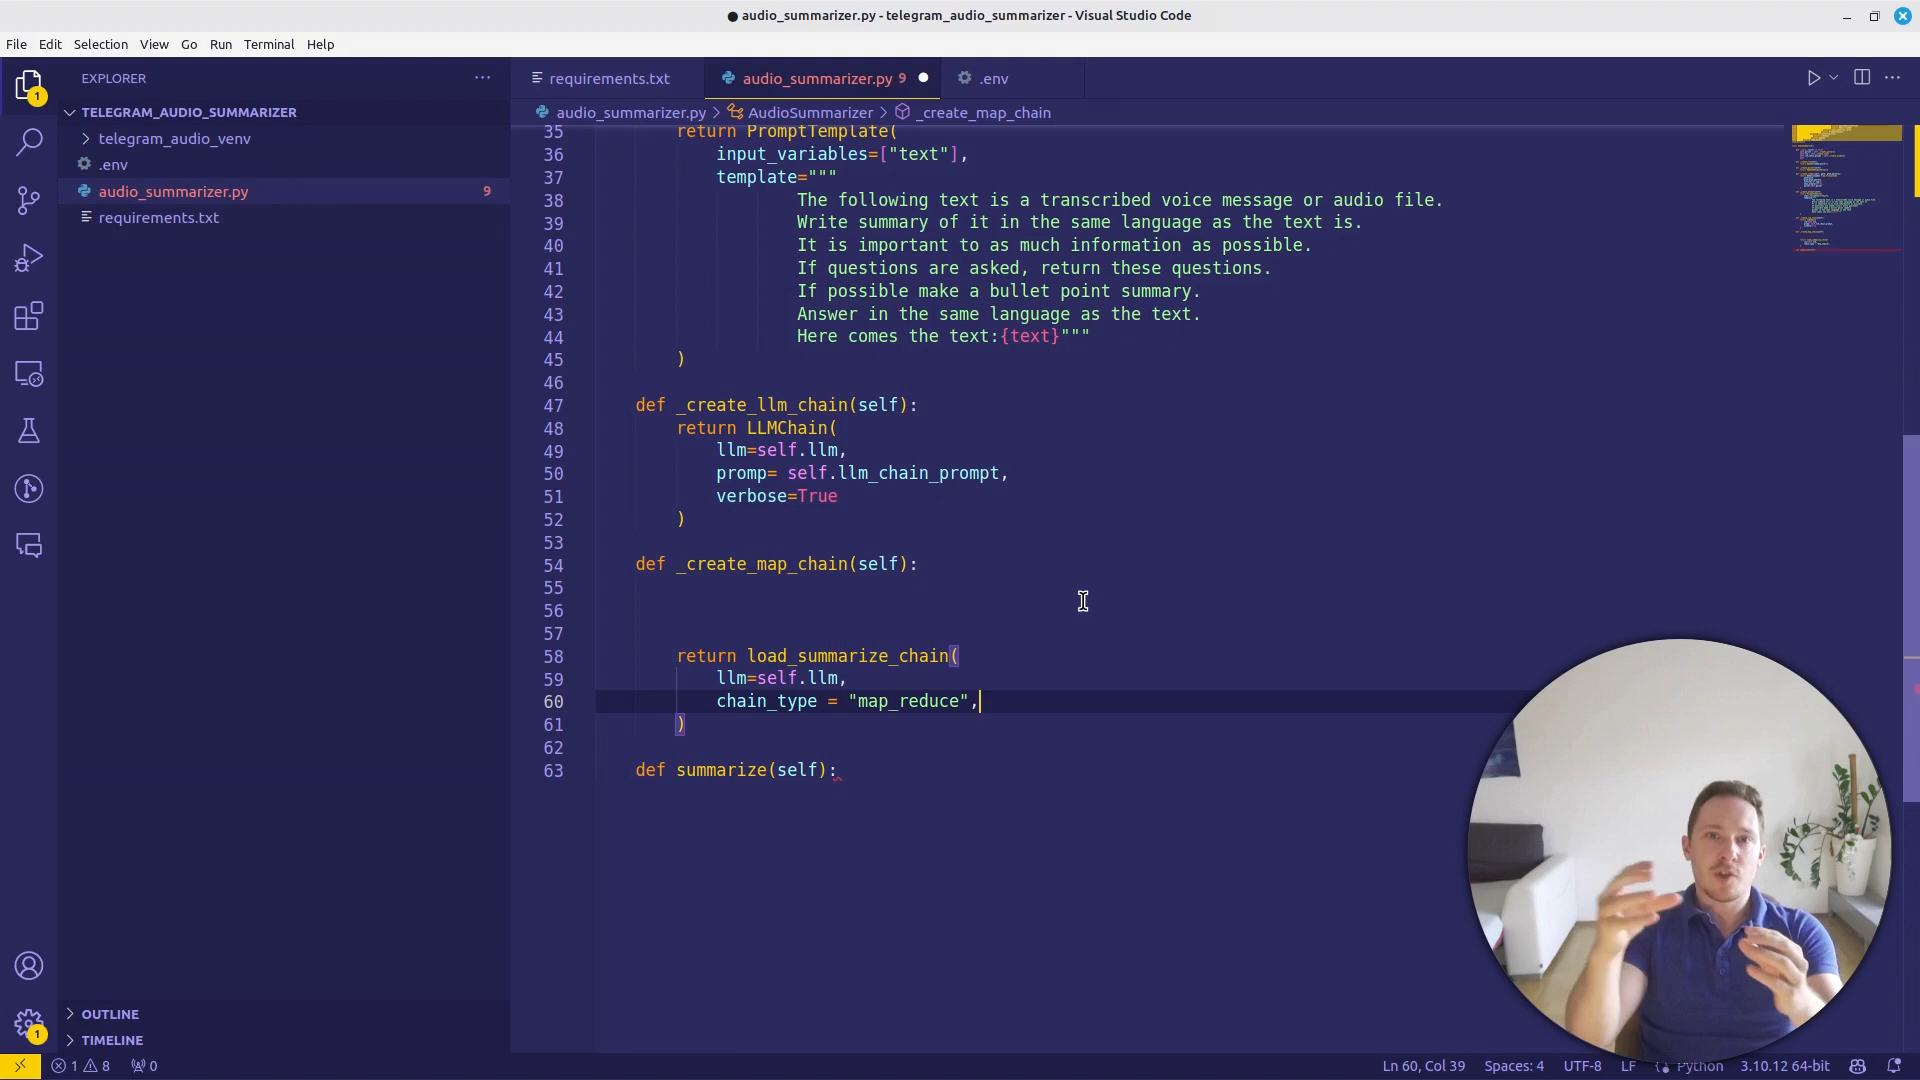 audio_summarizer.py - telegram_audio_summarizer - Visual Studio Code
File Edit Selection View Go Run Terminal Help
EXPLORER
requirements.txt audio_summarizer.py 9 .env
TELEGRAM_AUDIO_SUMMARIZER
audio_summarizer.py > AudioSummarizer > _create_map_chain
1
telegram_audio_venv
.env
audio_summarizer.py 9
requirements.txt
35 return PromptTemplate(
36 input_variables=["text"],
37 template="""
38 The following text is a transcribed voice message or audio file.
39 Write summary of it in the same language as the text is.
40 It is important to as much information as possible.
41 If questions are asked, return these questions.
42 If possible make a bullet point summary.
43 Answer in the same language as the text.
44 Here comes the text:{text}"""
45 )
46
47 def _create_llm_chain(self):
48 return LLMChain(
49 llm=self.llm,
50 promp= self.llm_chain_prompt,
51 verbose=True
52 )
53
54 def _create_map_chain(self):
55
56
57
58 return load_summarize_chain(
59 llm=self.llm,
60 chain_type = "map_reduce",
61 )
62
63 def summarize(self):
OUTLINE
TIMELINE
1
1 8 0
Ln 60, Col 39 Spaces: 4 UTF-8 LF Python 3.10.12 64-bit